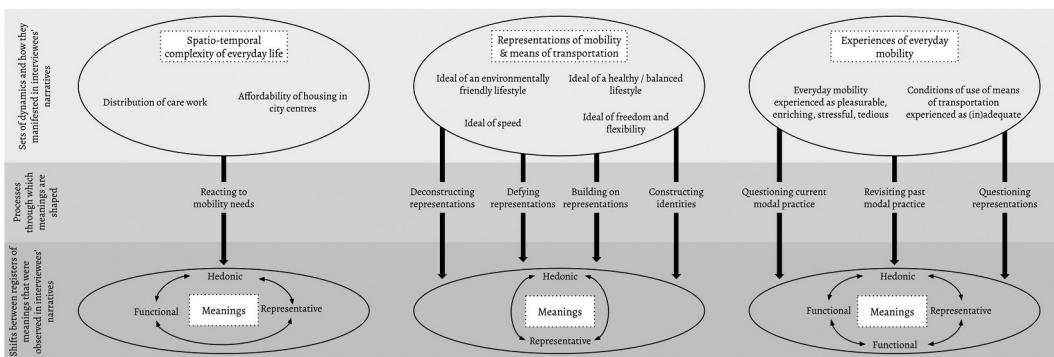 Sets of dynamics and how they
manifested in interviewees'
narratives
Spatio-temporal
complexity of everyday life
Distribution of care work
Affordability of housing in
city centres
Representations of mobility
& means of transportation
Ideal of an environmentally
friendly lifestyle
Ideal of a healthy / balanced
lifestyle
Ideal of speed
Ideal of freedom and
flexibility
Experiences of everyday
mobility
Everyday mobility
experienced as pleasurable,
enriching, stressful, tedious
Conditions of use of means
of transportation
experienced as (in)adequate
Processes
through which
meanings are
shaped
Reacting to
mobility needs
Deconstructing
representations
Defying
representations
Building on
representations
Constructing
identities
Questioning current
modal practice
Revisiting past
modal practice
Questioning
representations
Shifts between registers of
meanings that were
observed in interviewees'
narratives
Hedonic
Functional
Meanings
Representative
Hedonic
Meanings
Representative
Hedonic
Functional
Meanings
Representative
Functional